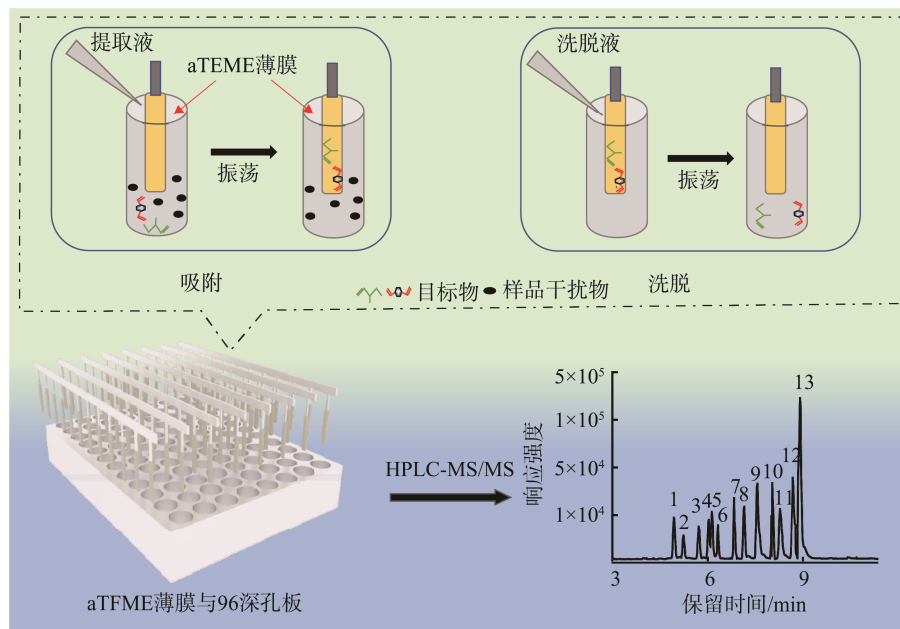 提取液
aTEME薄膜
振荡
洗脱液
振荡
吸附
洗脱
目标物 样品干扰物
aTFME薄膜与96深孔板
HPLC-MS/MS
响应强度
5×10⁵
1×10⁵
5×10⁴
1×10⁴
1 2 3 4 5 6 7 8 9 10 11 12 13
3 6 9
保留时间/min